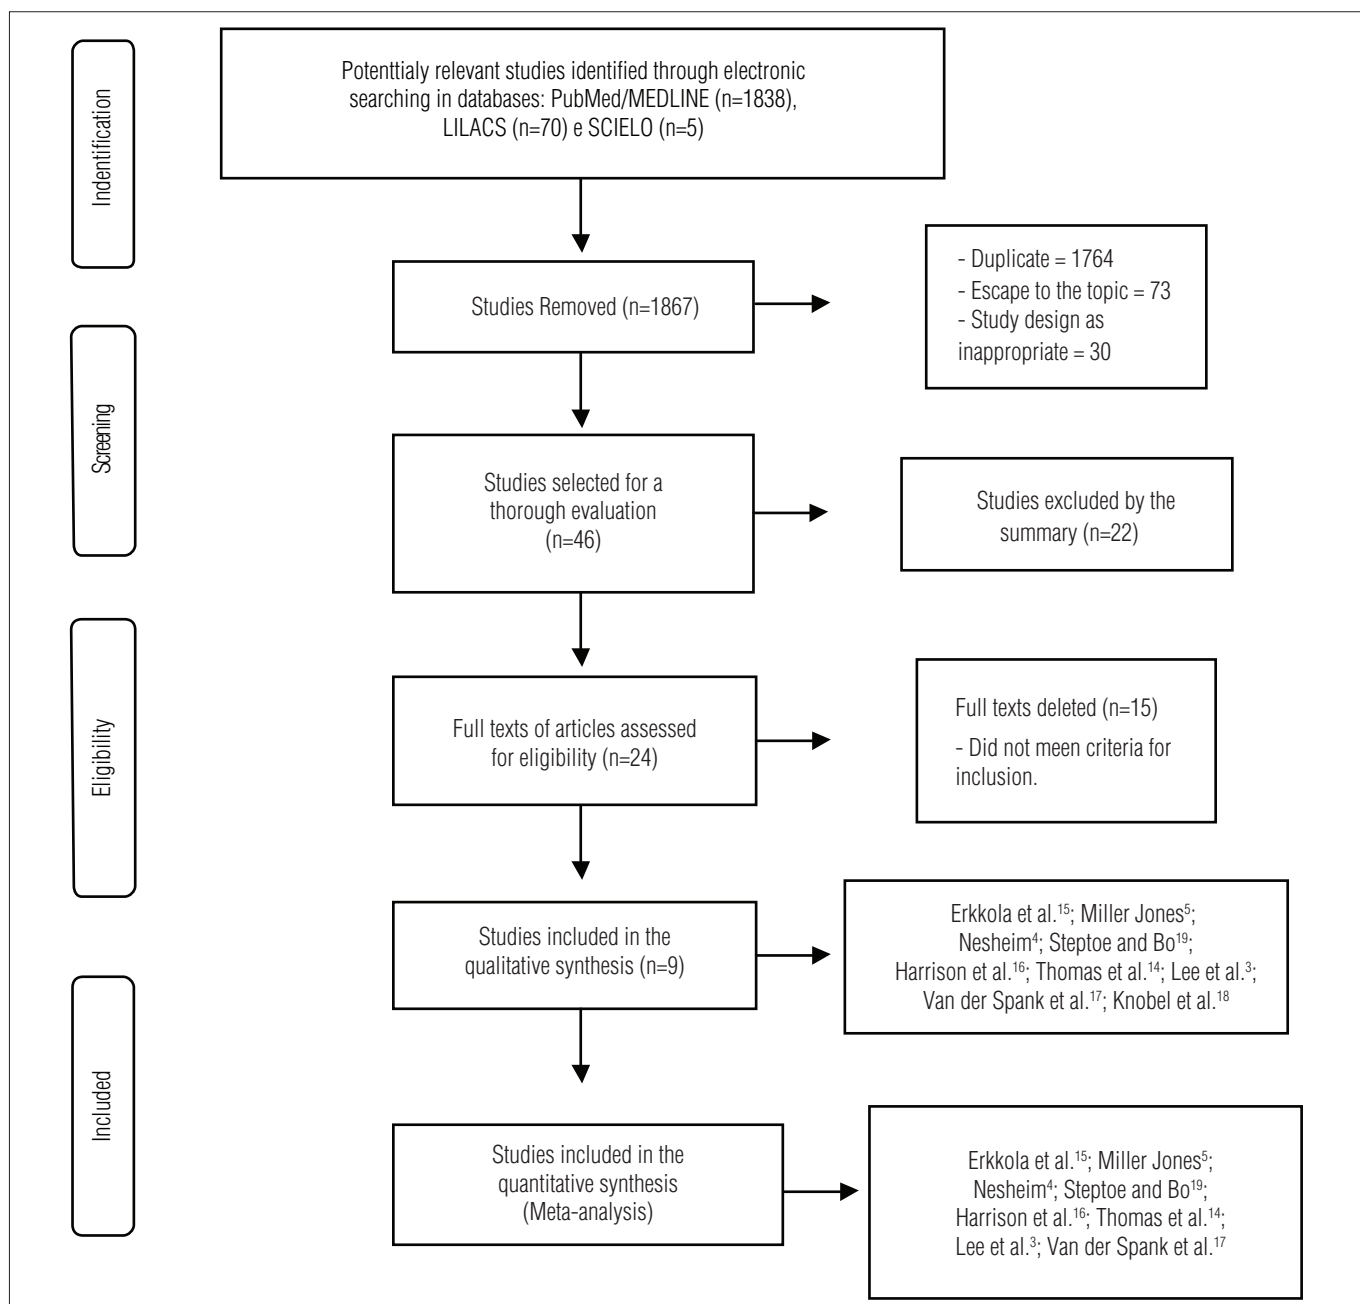 Indentification
Potenttialy relevant studies identified through electronic
searching in databases: PubMed/MEDLINE (n=1838),
LILACS (n=70) e SCIELO (n=5)
Studies Removed (n=1867)
- Duplicate = 1764
- Escape to the topic = 73
- Study design as
inappropriate = 30
Screening
Studies selected for a
thorough evaluation
(n=46)
Studies excluded by the
summary (n=22)
Eligibility
Full texts of articles assessed
for eligibility (n=24)
Full texts deleted (n=15)
- Did not meen criteria for
inclusion.
Studies included in the
qualitative synthesis (n=9)
Erkkola et al.¹⁵; Miller Jones⁵;
Nesheim⁴; Steptoe and Bo¹⁹;
Harrison et al.¹⁶; Thomas et al.¹⁴; Lee et al.³;
Van der Spank et al.¹⁷; Knobel et al.¹⁸
Included
Studies included in the
quantitative synthesis
(Meta-analysis)
Erkkola et al.¹⁵; Miller Jones⁵;
Nesheim⁴; Steptoe and Bo¹⁹;
Harrison et al.¹⁶; Thomas et al.¹⁴;
Lee et al.³; Van der Spank et al.¹⁷